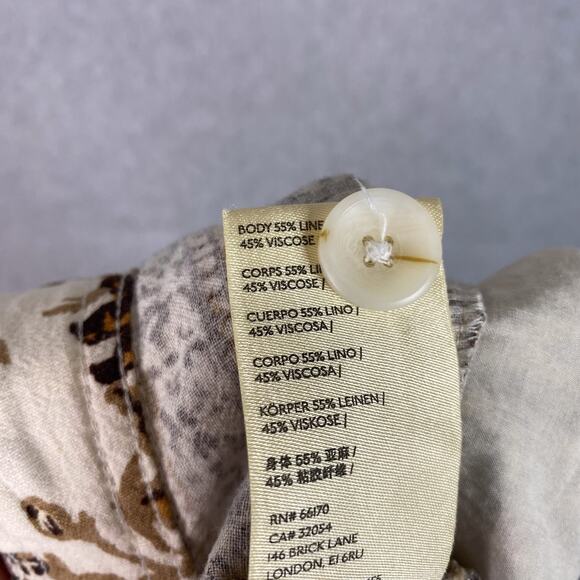 BODY 55%
45% VISCOSE
CORPS 55%
45% VISCOSE /
CUERPO 55% LINO /
45% VISCOSA /
CORPO 55% LINO /
45% VISCOSA /
KÖRPER 55% LEINEN /
45% VISKOSE /
身体 55% 亚麻 /
45% 粘胶纤维 /
RN# 66170
CA# 32054
146 BRICK LANE
LONDON, E1 6RU